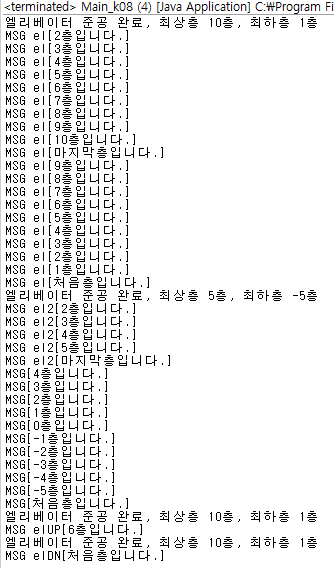 <terminated> Main_k08 (4) [Java Application] C:₩Program Fi
엘리베이터 준공 완료, 최상층 10층, 최하층 1층
MSG el[2층입니다.]
MSG el[3층입니다.]
MSG el[4층입니다.]
MSG el[5층입니다.]
MSG el[6층입니다.]
MSG el[7층입니다.]
MSG el[8층입니다.]
MSG el[9층입니다.]
MSG el[10층입니다.]
MSG el[마지막층입니다.]
MSG el[9층입니다.]
MSG el[8층입니다.]
MSG el[7층입니다.]
MSG el[6층입니다.]
MSG el[5층입니다.]
MSG el[4층입니다.]
MSG el[3층입니다.]
MSG el[2층입니다.]
MSG el[1층입니다.]
MSG el[처음층입니다.]
엘리베이터 준공 완료, 최상층 5층, 최하층 -5층
MSG el2[2층입니다.]
MSG el2[3층입니다.]
MSG el2[4층입니다.]
MSG el2[5층입니다.]
MSG el2[마지막층입니다.]
MSG[4층입니다.]
MSG[3층입니다.]
MSG[2층입니다.]
MSG[1층입니다.]
MSG[0층입니다.]
MSG[-1층입니다.]
MSG[-2층입니다.]
MSG[-3층입니다.]
MSG[-4층입니다.]
MSG[-5층입니다.]
MSG[처음층입니다.]
엘리베이터 준공 완료, 최상층 10층, 최하층 1층
MSG elUP[6층입니다.]
엘리베이터 준공 완료, 최상층 10층, 최하층 1층
MSG elDN[처음층입니다.]